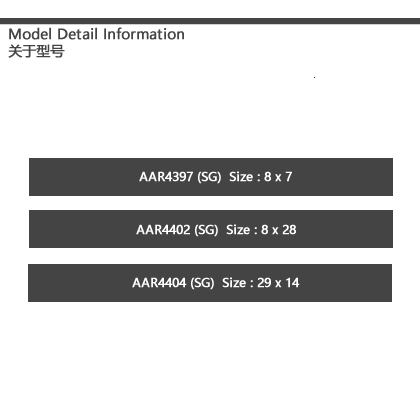 Model Detail Information
关于型号
AAR4397 (SG)  Size : 8 x 7
AAR4402 (SG)  Size : 8 x 28
AAR4404 (SG)  Size : 29 x 14